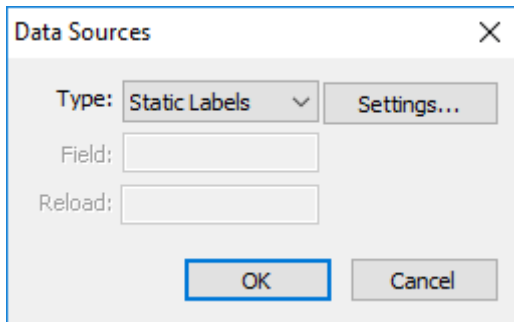 Data Sources
Type: Static Labels Settings...
Field:
Reload:
OK Cancel